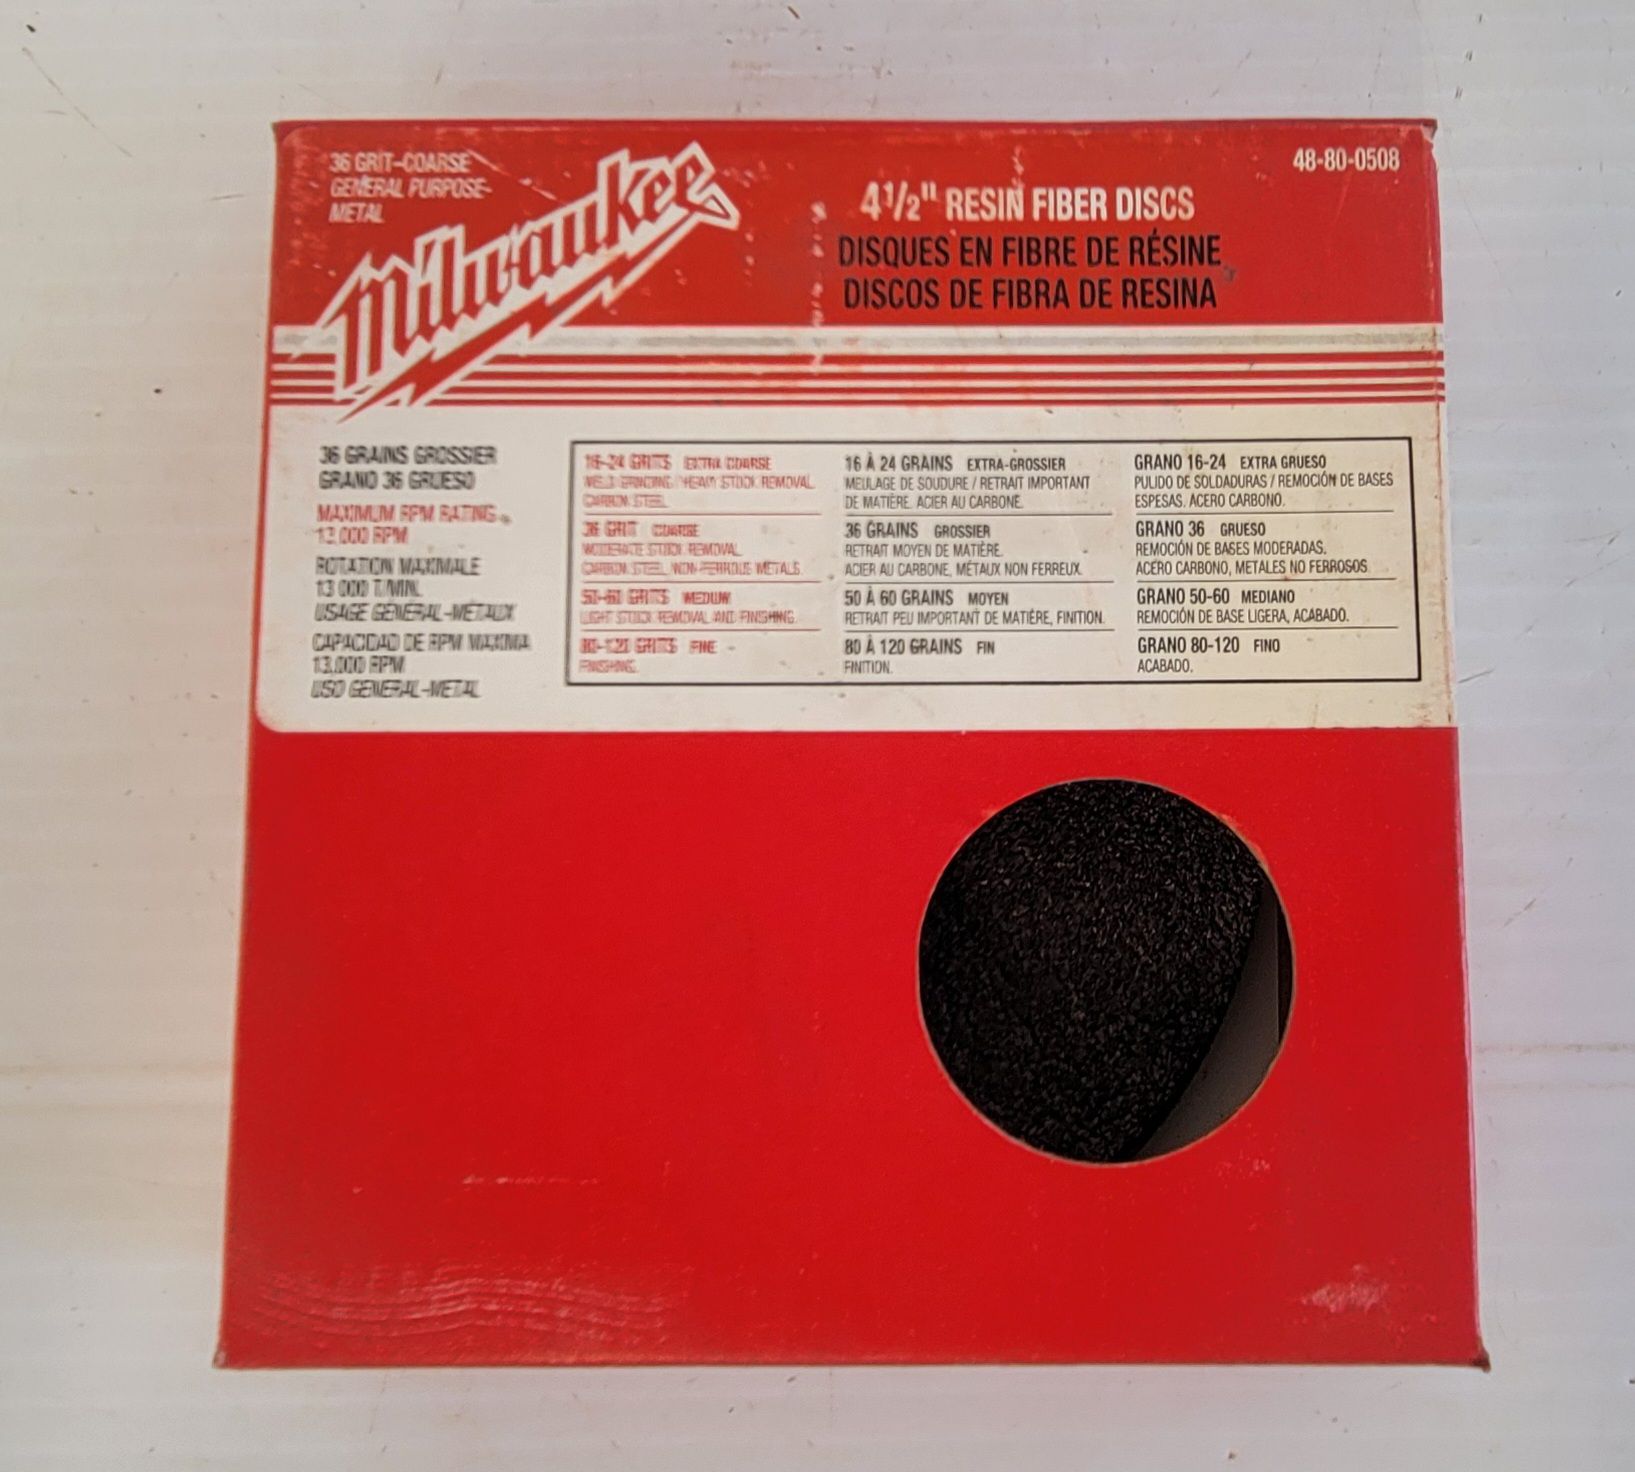 36 GRIT-COARSE
GENERAL PURPOSE-
METAL
Milwaukee
48-80-0508
4 1/2" RESIN FIBER DISCS
DISQUES EN FIBRE DE RÉSINE
DISCOS DE FIBRA DE RESINA
36 GRAINS GROSSIER
GRANO 36 GRUESO
MAXIMUM RPM RATING
13,000 RPM
ROTATION MAXIMALE
13 000 T/MIN.
USAGE GENERAL-METAUX
CAPACIDAD DE RPM MAXIMA
13,000 RPM
USO GENERAL-METAL
16-24 GRITS EXTRA COARSE
WELD GRINDING/HEAVY STOCK REMOVAL
CARBON STEEL
36 GRIT COARSE
MODERATE STOCK REMOVAL
CARBON STEEL, NON-FERROUS METALS.
50-60 GRITS MEDIUM
LIGHT STOCK REMOVAL AND FINISHING.
80-120 GRITS FINE
FINISHING.
16 À 24 GRAINS EXTRA-GROSSIER
MEULAGE DE SOUDURE / RETRAIT IMPORTANT
DE MATIÈRE. ACIER AU CARBONE.
36 GRAINS GROSSIER
RETRAIT MOYEN DE MATIÈRE.
ACIER AU CARBONE, MÉTAUX NON FERREUX.
50 À 60 GRAINS MOYEN
RETRAIT PEU IMPORTANT DE MATIÈRE, FINITION.
80 À 120 GRAINS FIN
FINITION.
GRANO 16-24 EXTRA GRUESO
PULIDO DE SOLDADURAS / REMOCIÓN DE BASES
ESPESAS. ACERO CARBONO.
GRANO 36 GRUESO
REMOCIÓN DE BASES MODERADAS.
ACERO CARBONO, METALES NO FERROSOS.
GRANO 50-60 MEDIANO
REMOCIÓN DE BASE LIGERA, ACABADO.
GRANO 80-120 FINO
ACABADO.